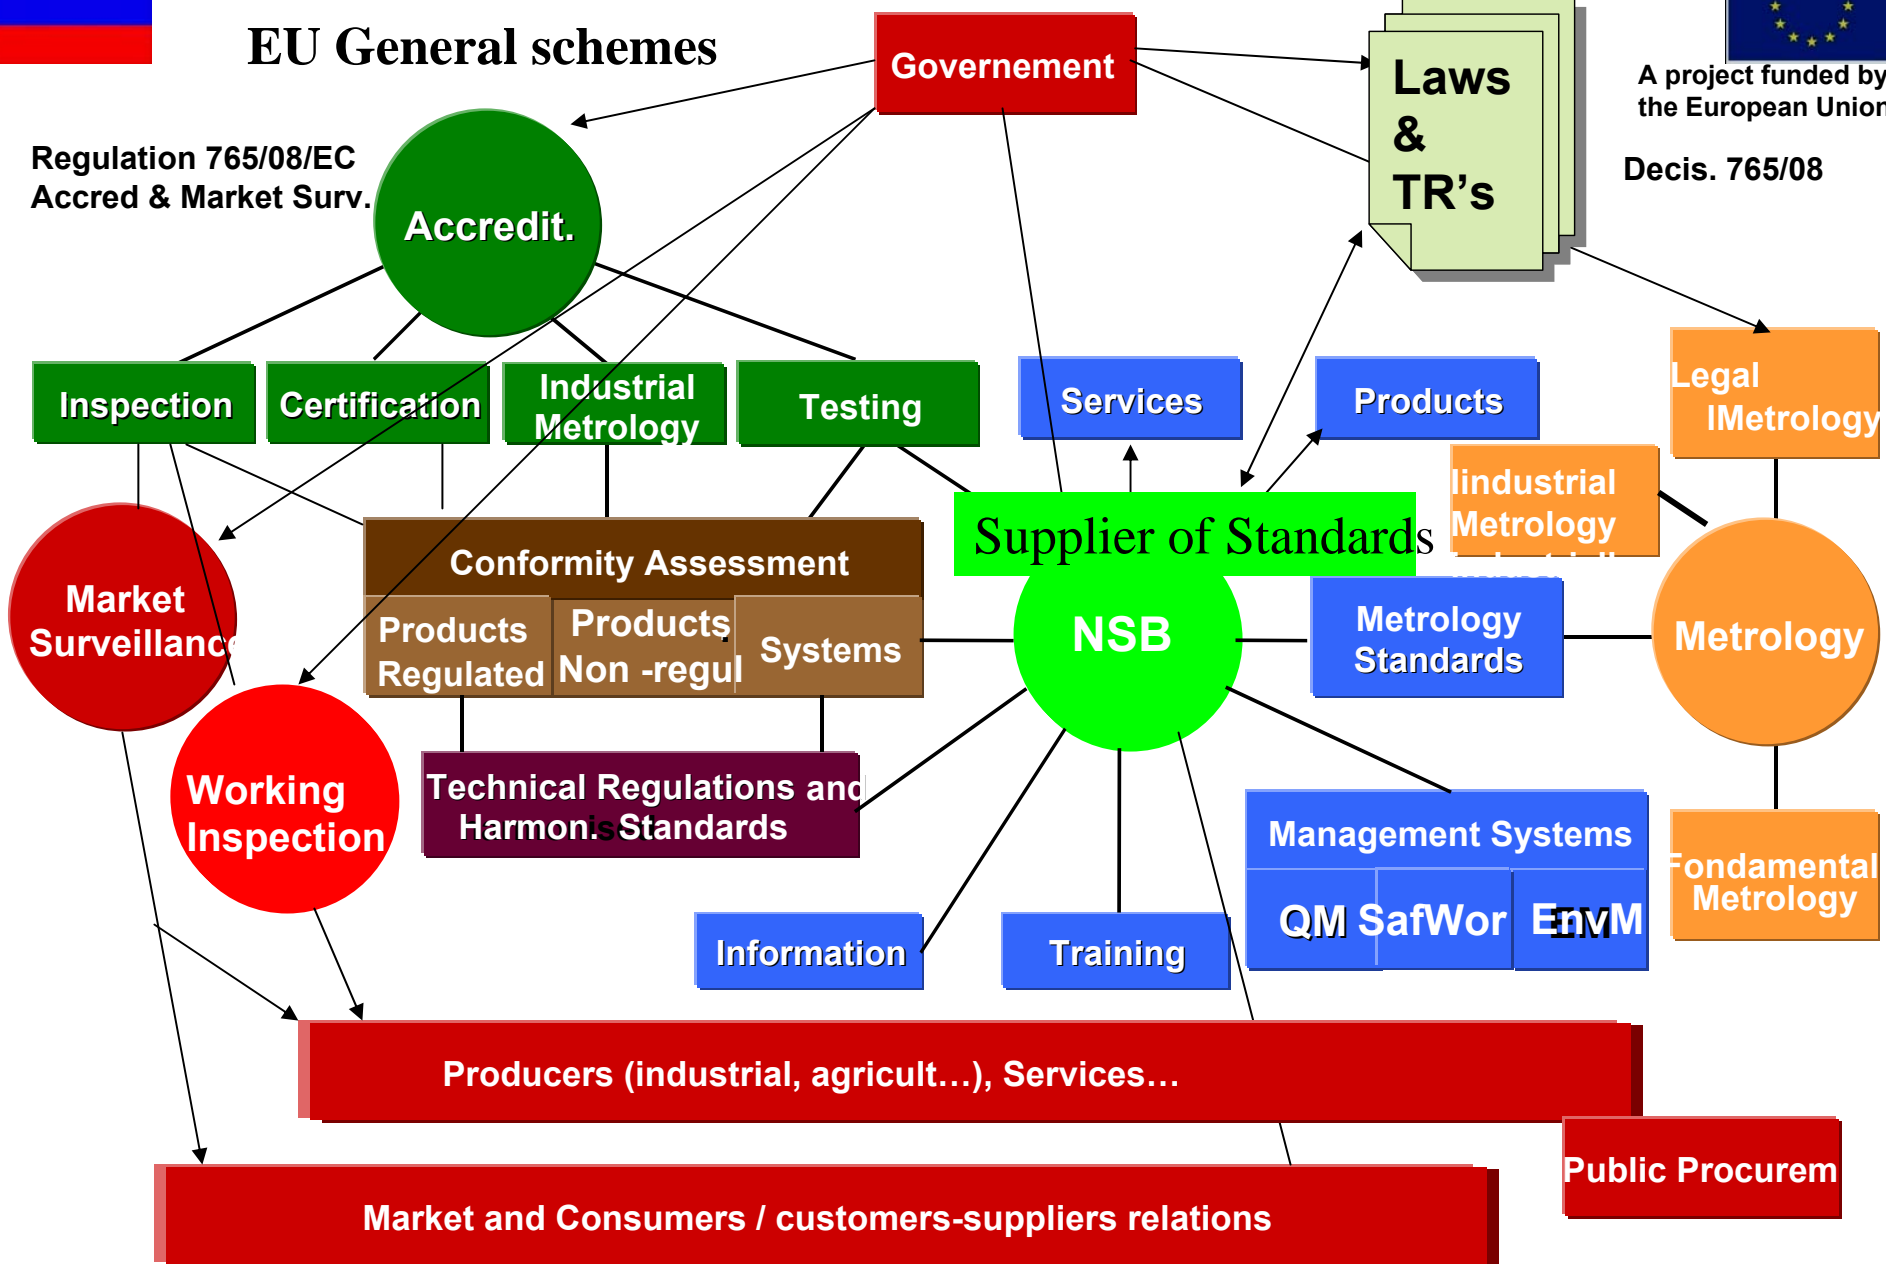 EU General schemes
Governement
Laws
&
TR's
A project funded by
the European Union
Decis. 765/08
Regulation 765/08/EC
Accred & Market Surv.
Accredit.
Inspection
Certification
Industrial
Metrology
Testing
Services
Products
Legal
lMetrology
Iindustrial
Metrology
Supplier of Standards
Conformity Assessment
Products
Regulated
Products
Non -regul
Systems
NSB
Metrology
Standards
Metrology
Market
Surveillance
Working
Inspection
Technical Regulations and
Harmon. Standards
Management Systems
QM
SafWor
EnvM
Fondamental
Metrology
Information
Training
Producers (industrial, agricult…), Services…
Public Procurem
Market and Consumers / customers-suppliers relations